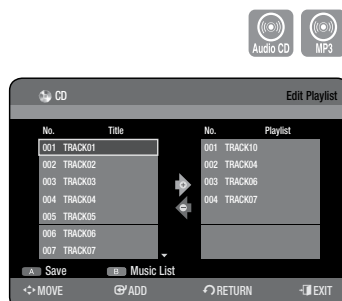 Audio CD MP3
CD Edit Playlist
No. Title No. Playlist
001 TRACK01 001 TRACK10
002 TRACK02 002 TRACK04
003 TRACK03 003 TRACK06
004 TRACK04 004 TRACK07
005 TRACK05
006 TRACK06
007 TRACK07
A Save B Music List
MOVE ADD RETURN EXIT